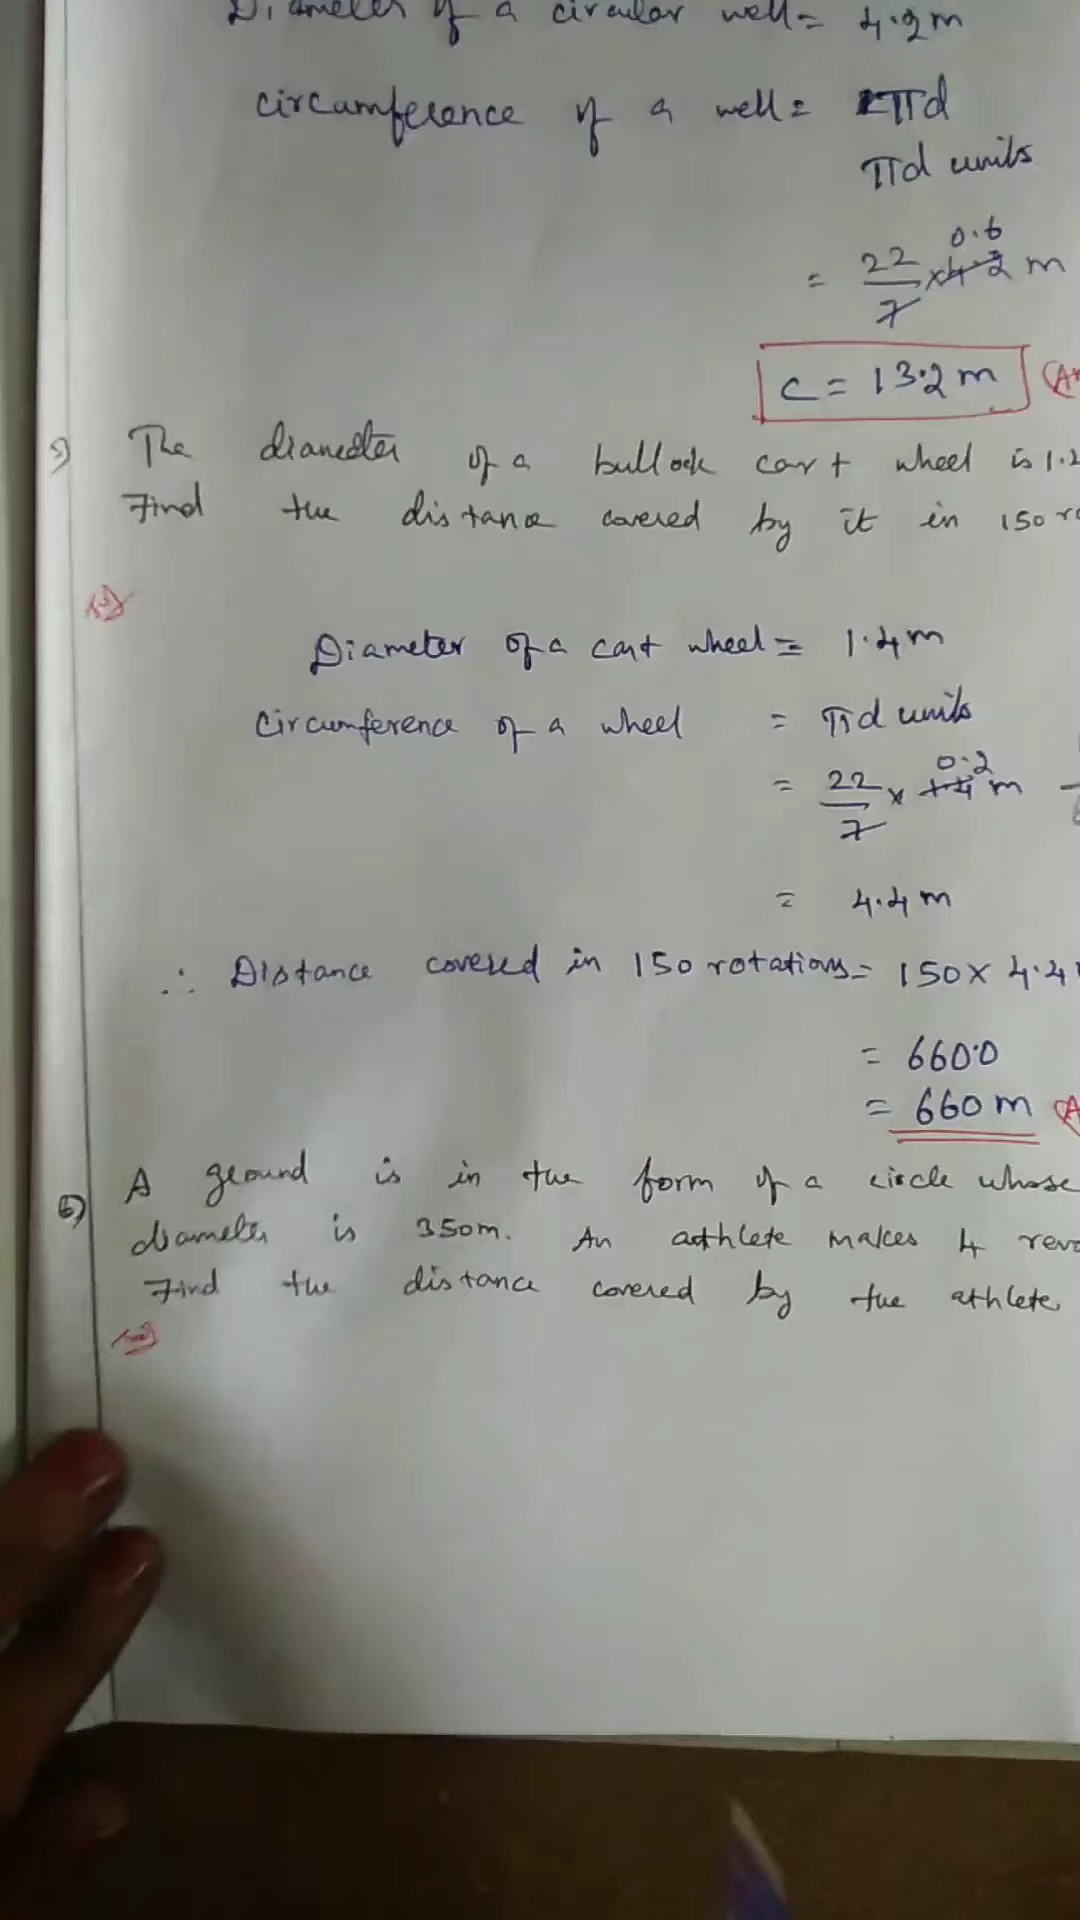 Diameter of a circular well = 4.2m
circumference of a well = πd
πd units
0.6
= 22/7 x 4.2 m
C = 13.2 m
5) The diameter of a bullock cart wheel is
Find the distance covered by it in 150
Diameter of a cart wheel = 1.4m
circumference of a wheel = πd units
0.2
= 22/7 x 1.4 m
= 4.4 m
∴ Distance covered in 150 rotations = 150 x 4.4
= 660.0
= 660 m
6) A ground is in the form of a circle whose
diameter is 350m. An athlete makes 4
Find the distance covered by the athlete